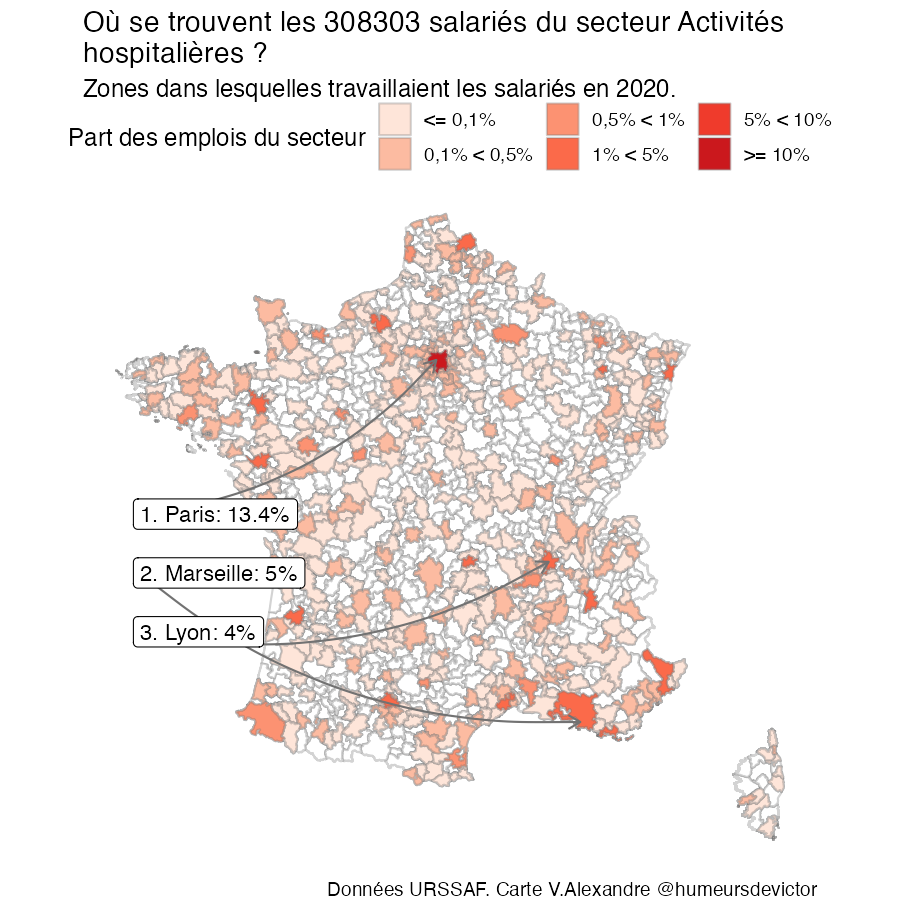 Où se trouvent les 308303 salariés du secteur Activités
hospitalières ?
Zones dans lesquelles travaillaient les salariés en 2020.
Part des emplois du secteur
<= 0,1%
0,1% < 0,5%
0,5% < 1%
1% < 5%
5% < 10%
>= 10%
1. Paris: 13.4%
2. Marseille: 5%
3. Lyon: 4%
Données URSSAF. Carte V.Alexandre @humeursdevictor